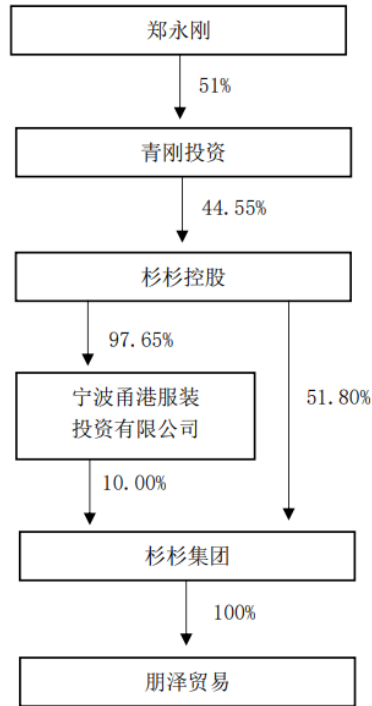 郑永刚
51%
青刚投资
44.55%
杉杉控股
97.65%
宁波甬港服装
投资有限公司
51.80%
10.00%
杉杉集团
100%
朋泽贸易